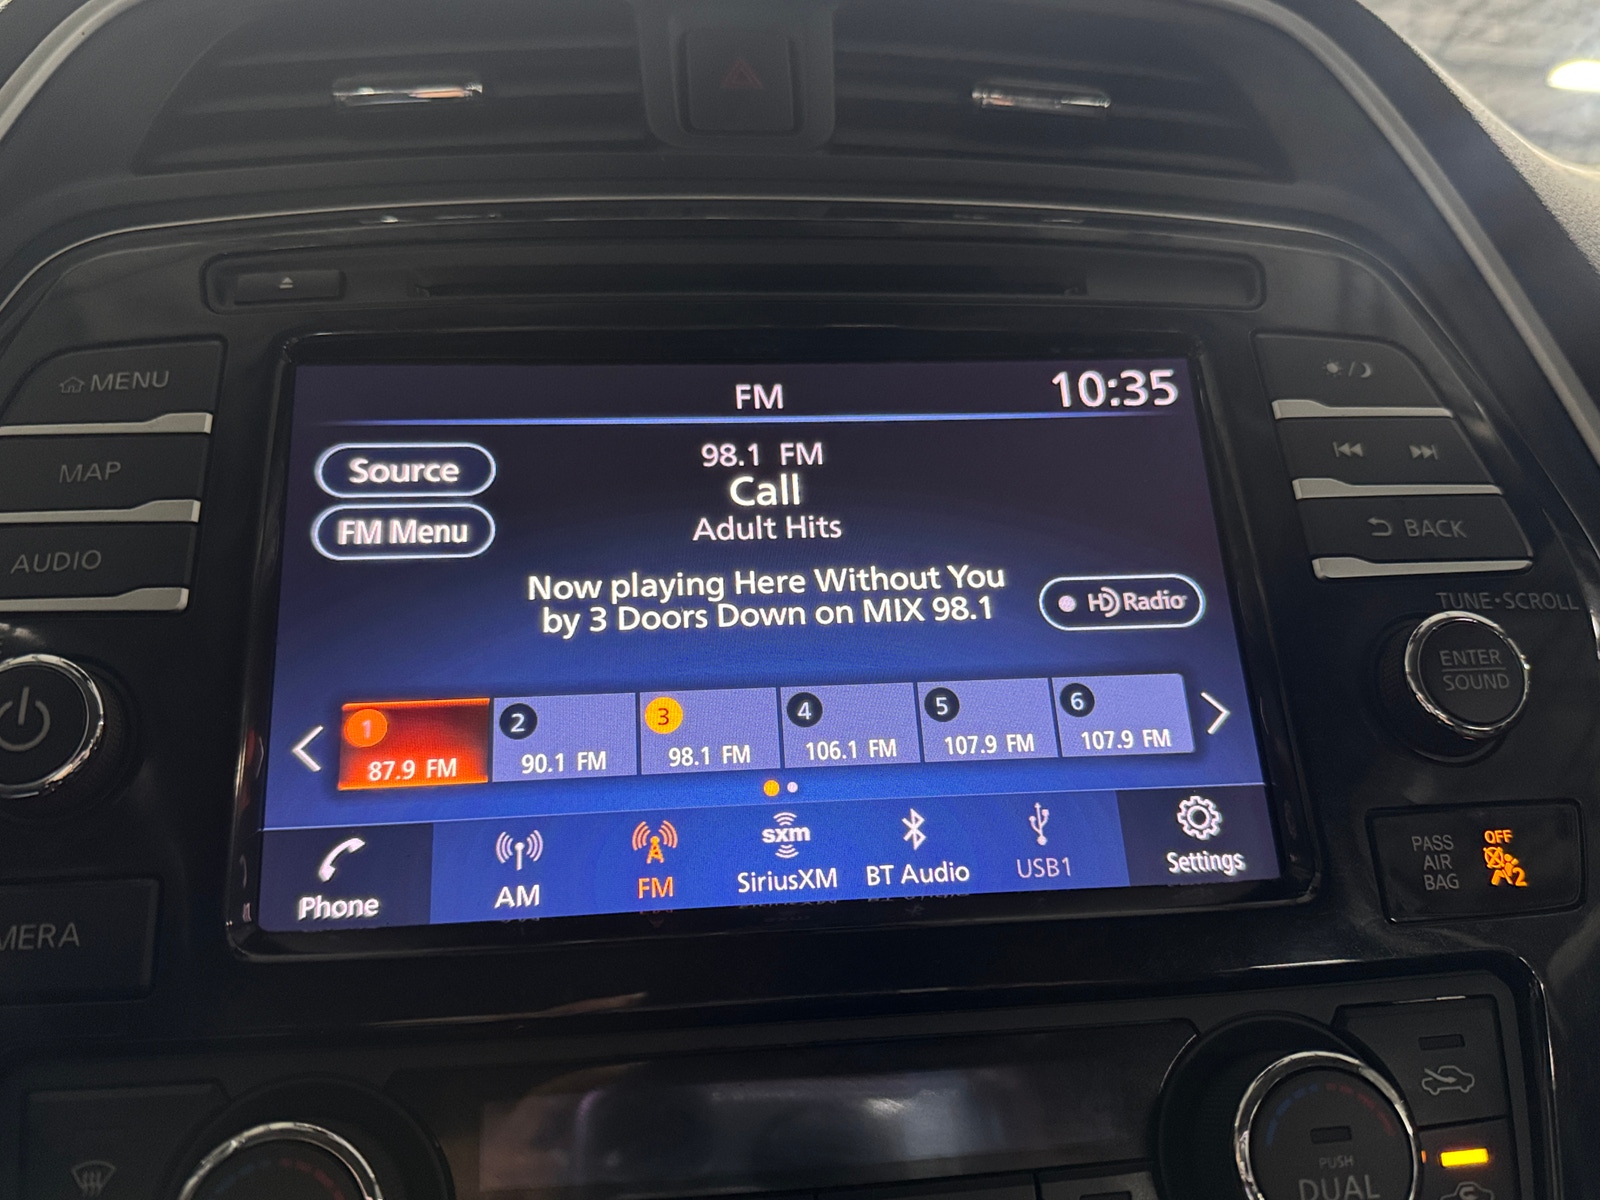 MENU
MAP
AUDIO
MERA
FM
10:35
Source
FM Menu
98.1 FM
Call
Adult Hits
Now playing Here Without You
by 3 Doors Down on MIX 98.1
HD Radio
1
87.9 FM
2
90.1 FM
3
98.1 FM
4
106.1 FM
5
107.9 FM
6
107.9 FM
Phone
AM
FM
sxm
SiriusXM
BT Audio
USB1
Settings
BACK
TUNE•SCROLL
ENTER
SOUND
PASS
AIR
BAG
OFF
2
PUSH
DUAL